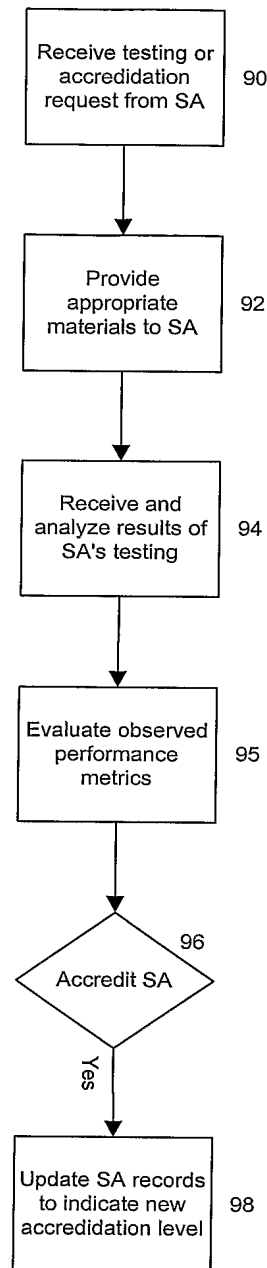 Receive testing or
accredidation
request from SA
90
Provide
appropriate
materials to SA
92
Receive and
analyze results of
SA's testing
94
Evaluate observed
performance
metrics
95
96
Accredit SA
Yes
Update SA records
to indicate new
accredidation level
98